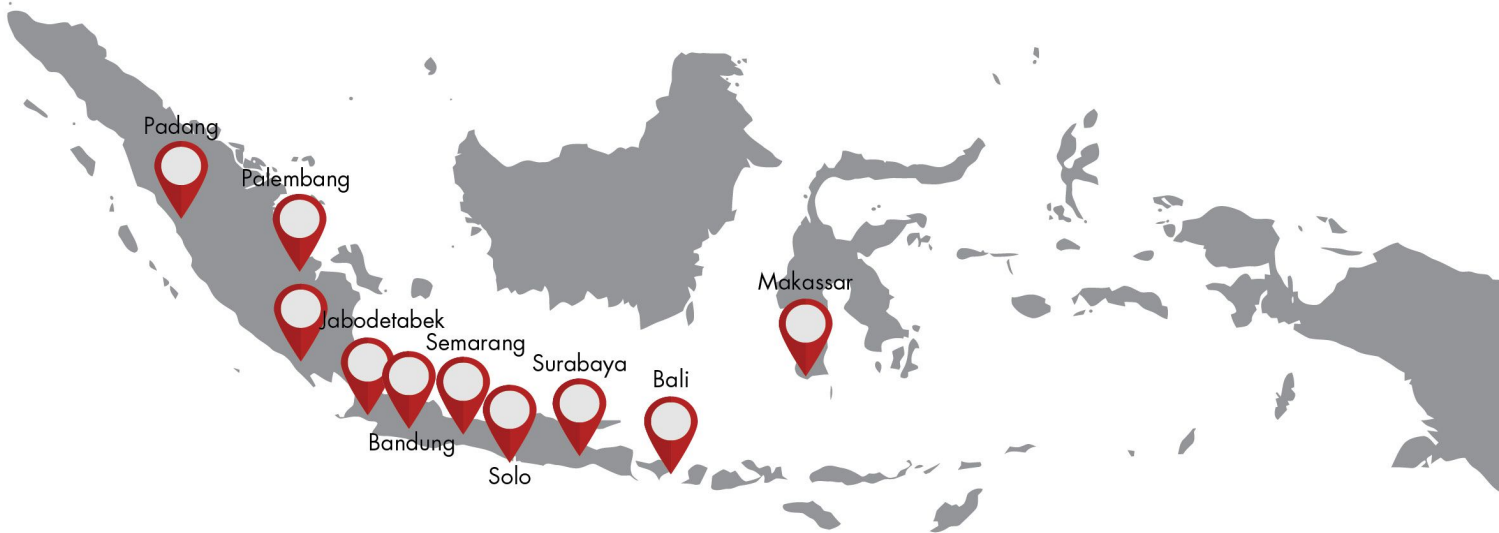 Padang
Palembang
Jabodetabek
Semarang
Surabaya
Bali
Makassar
Bandung
Solo